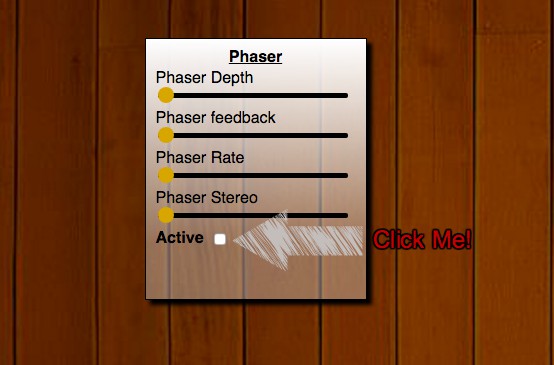 Phaser
Phaser Depth
Phaser feedback
Phaser Rate
Phaser Stereo
Active
Click Me!